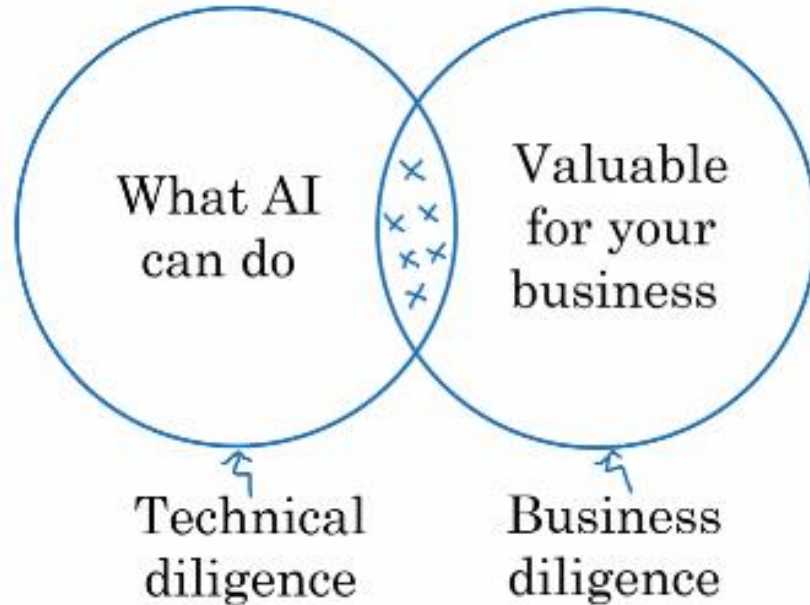 What AI
can do
Valuable
for your
business
Technical
diligence
Business
diligence